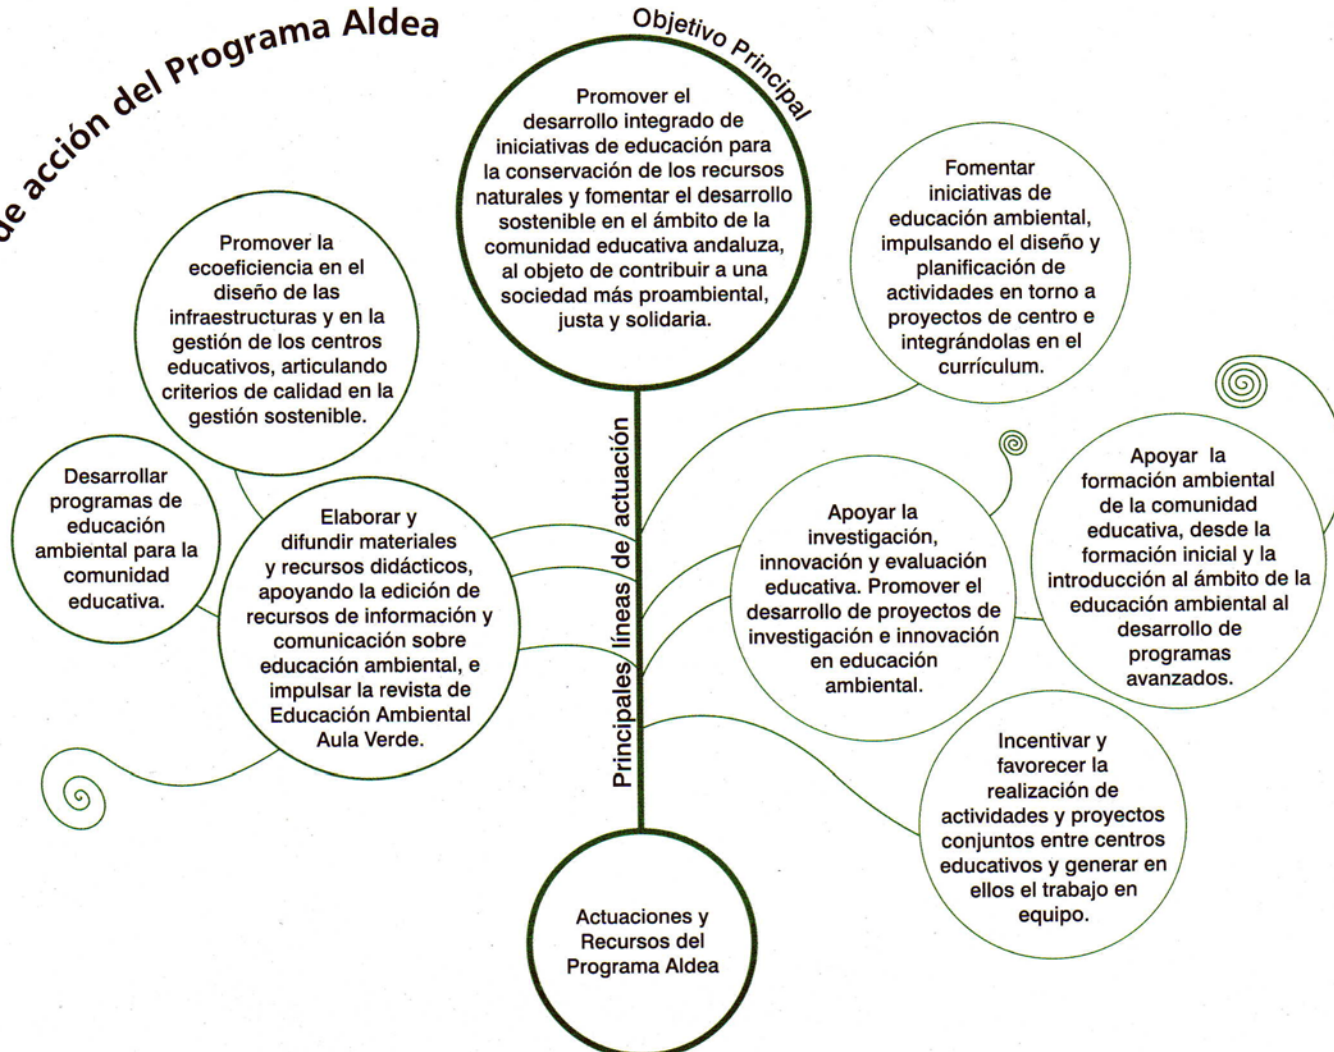 de acción del Programa Aldea
Objetivo Principal
Promover el
desarrollo integrado de
iniciativas de educación para
la conservación de los recursos
naturales y fomentar el desarrollo
sostenible en el ámbito de la
comunidad educativa andaluza,
al objeto de contribuir a una
sociedad más proambiental,
justa y solidaria.
Fomentar
iniciativas de
educación ambiental,
impulsando el diseño y
planificación de
actividades en torno a
proyectos de centro e
integrándolas en el
currículum.
Promover la
ecoeficiencia en el
diseño de las
infraestructuras y en la
gestión de los centros
educativos, articulando
criterios de calidad en la
gestión sostenible.
Desarrollar
programas de
educación
ambiental para la
comunidad
educativa.
Elaborar y
difundir materiales
y recursos didácticos,
apoyando la edición de
recursos de información y
comunicación sobre
educación ambiental, e
impulsar la revista de
Educación Ambiental
Aula Verde.
Principales líneas de actuación
Apoyar la
investigación,
innovación y evaluación
educativa. Promover el
desarrollo de proyectos de
investigación e innovación
en educación
ambiental.
Apoyar la
formación ambiental
de la comunidad
educativa, desde la
formación inicial y la
introducción al ámbito de la
educación ambiental al
desarrollo de
programas
avanzados.
Incentivar y
favorecer la
realización de
actividades y proyectos
conjuntos entre centros
educativos y generar en
ellos el trabajo en
equipo.
Actuaciones y
Recursos del
Programa Aldea